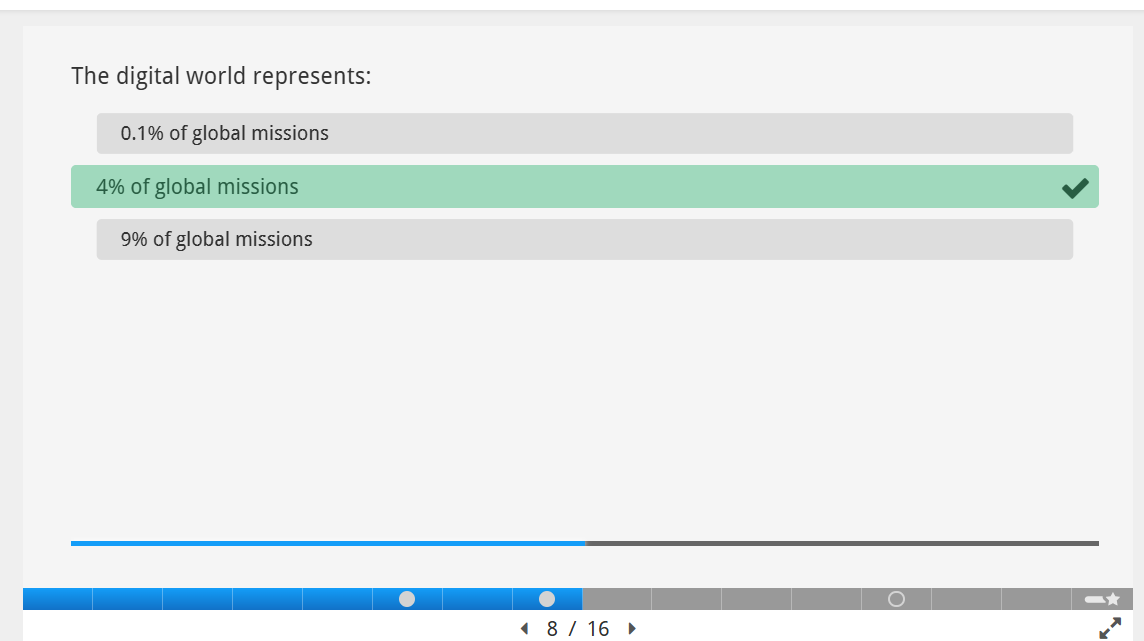 The digital world represents:
0.1% of global missions
4% of global missions
9% of global missions
8 / 16